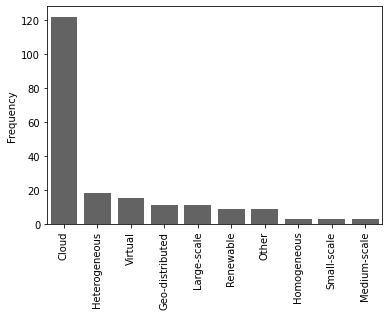 120
100
80
60
40
20
0
Frequency
Cloud
Heterogeneous
Virtual
Geo-distributed
Large-scale
Renewable
Other
Homogeneous
Small-scale
Medium-scale